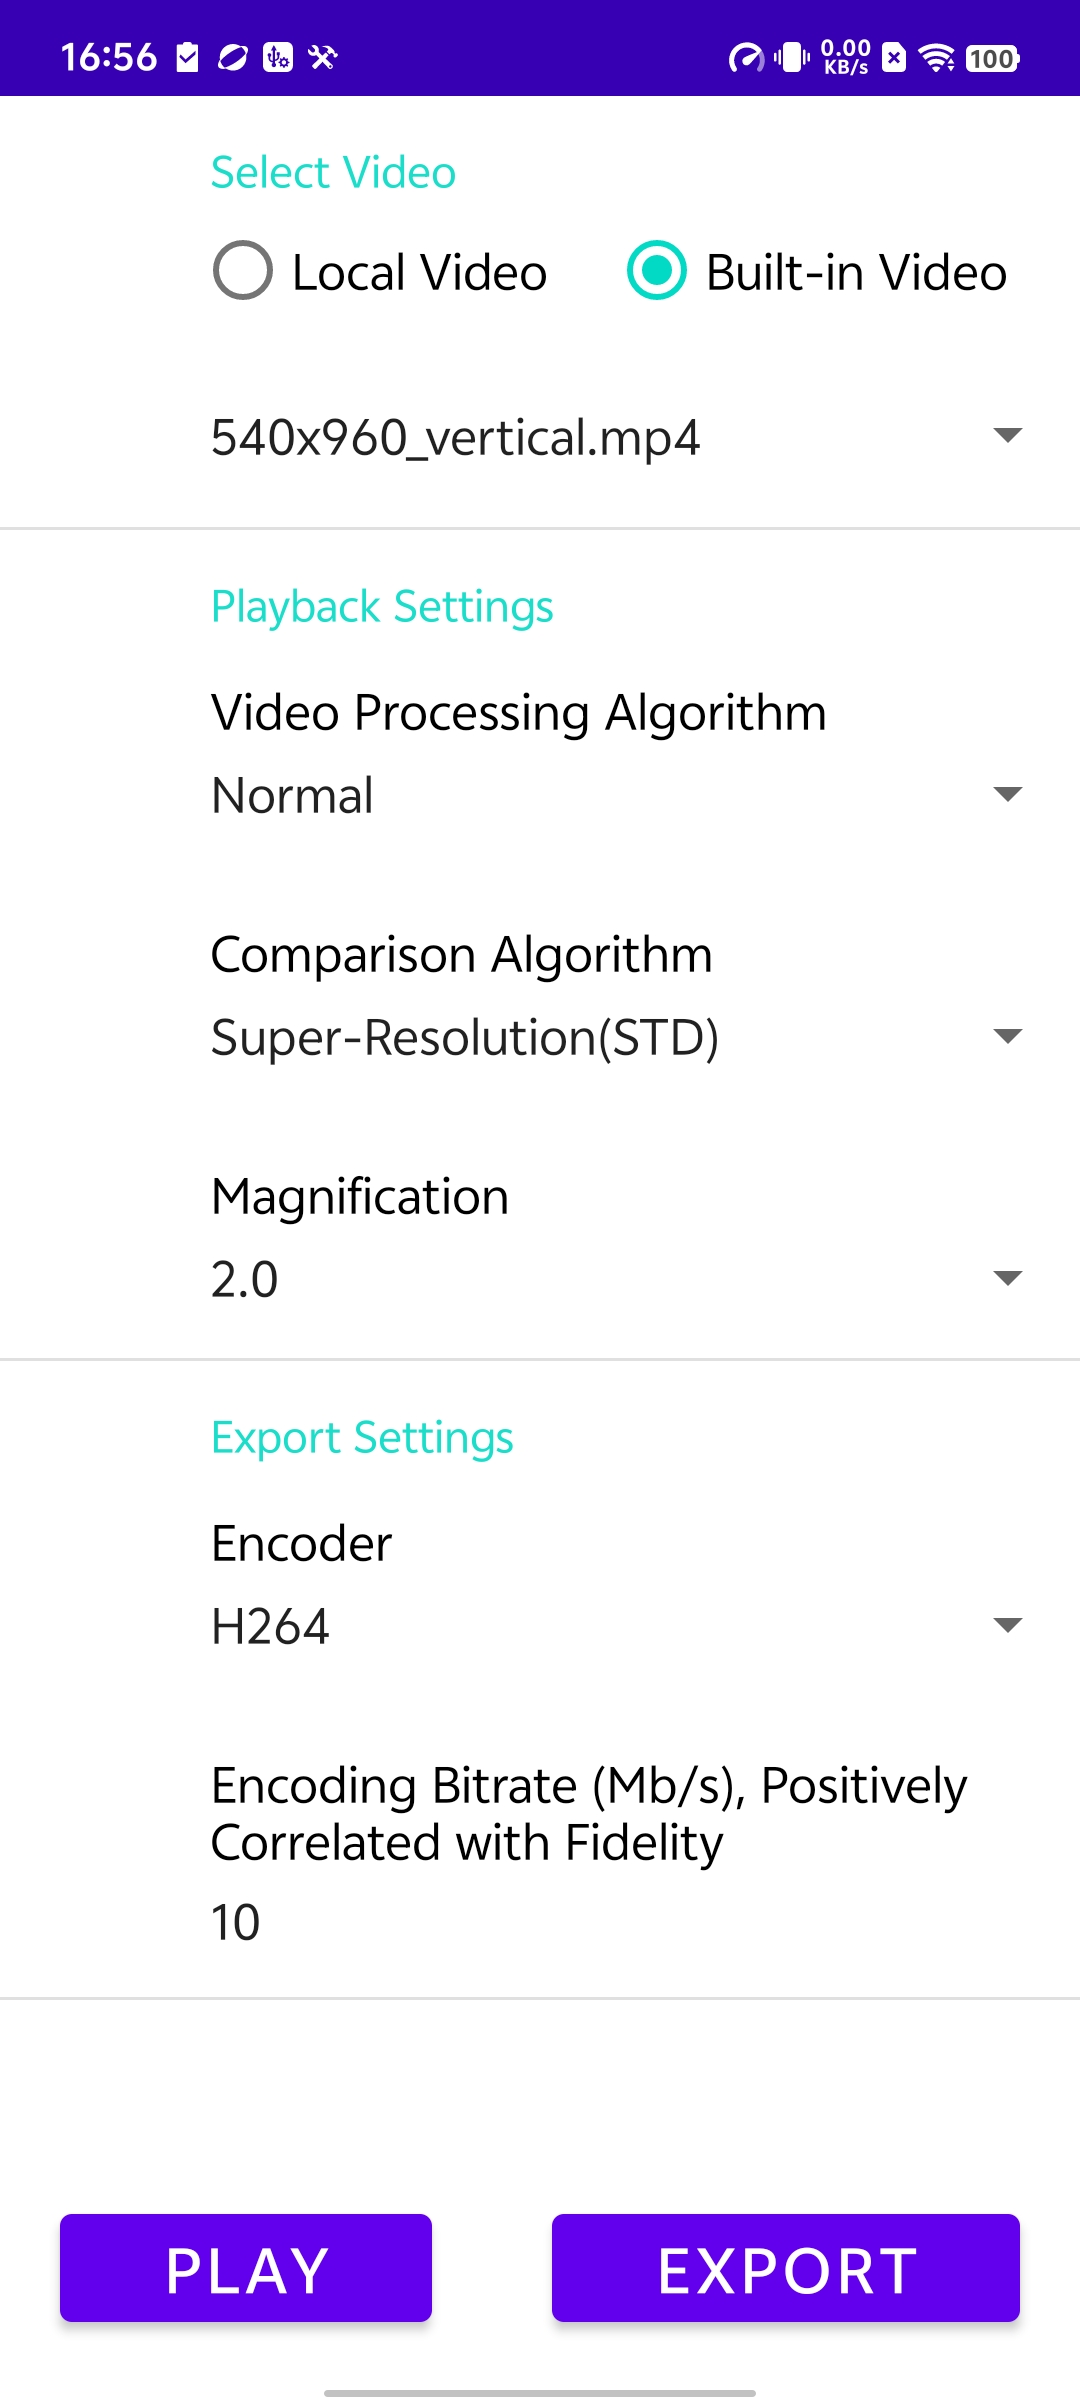 16:56
0.00
KB/s
100
Select Video
Local Video
Built-in Video
540x960_vertical.mp4
Playback Settings
Video Processing Algorithm
Normal
Comparison Algorithm
Super-Resolution(STD)
Magnification
2.0
Export Settings
Encoder
H264
Encoding Bitrate (Mb/s), Positively
Correlated with Fidelity
10
PLAY
EXPORT